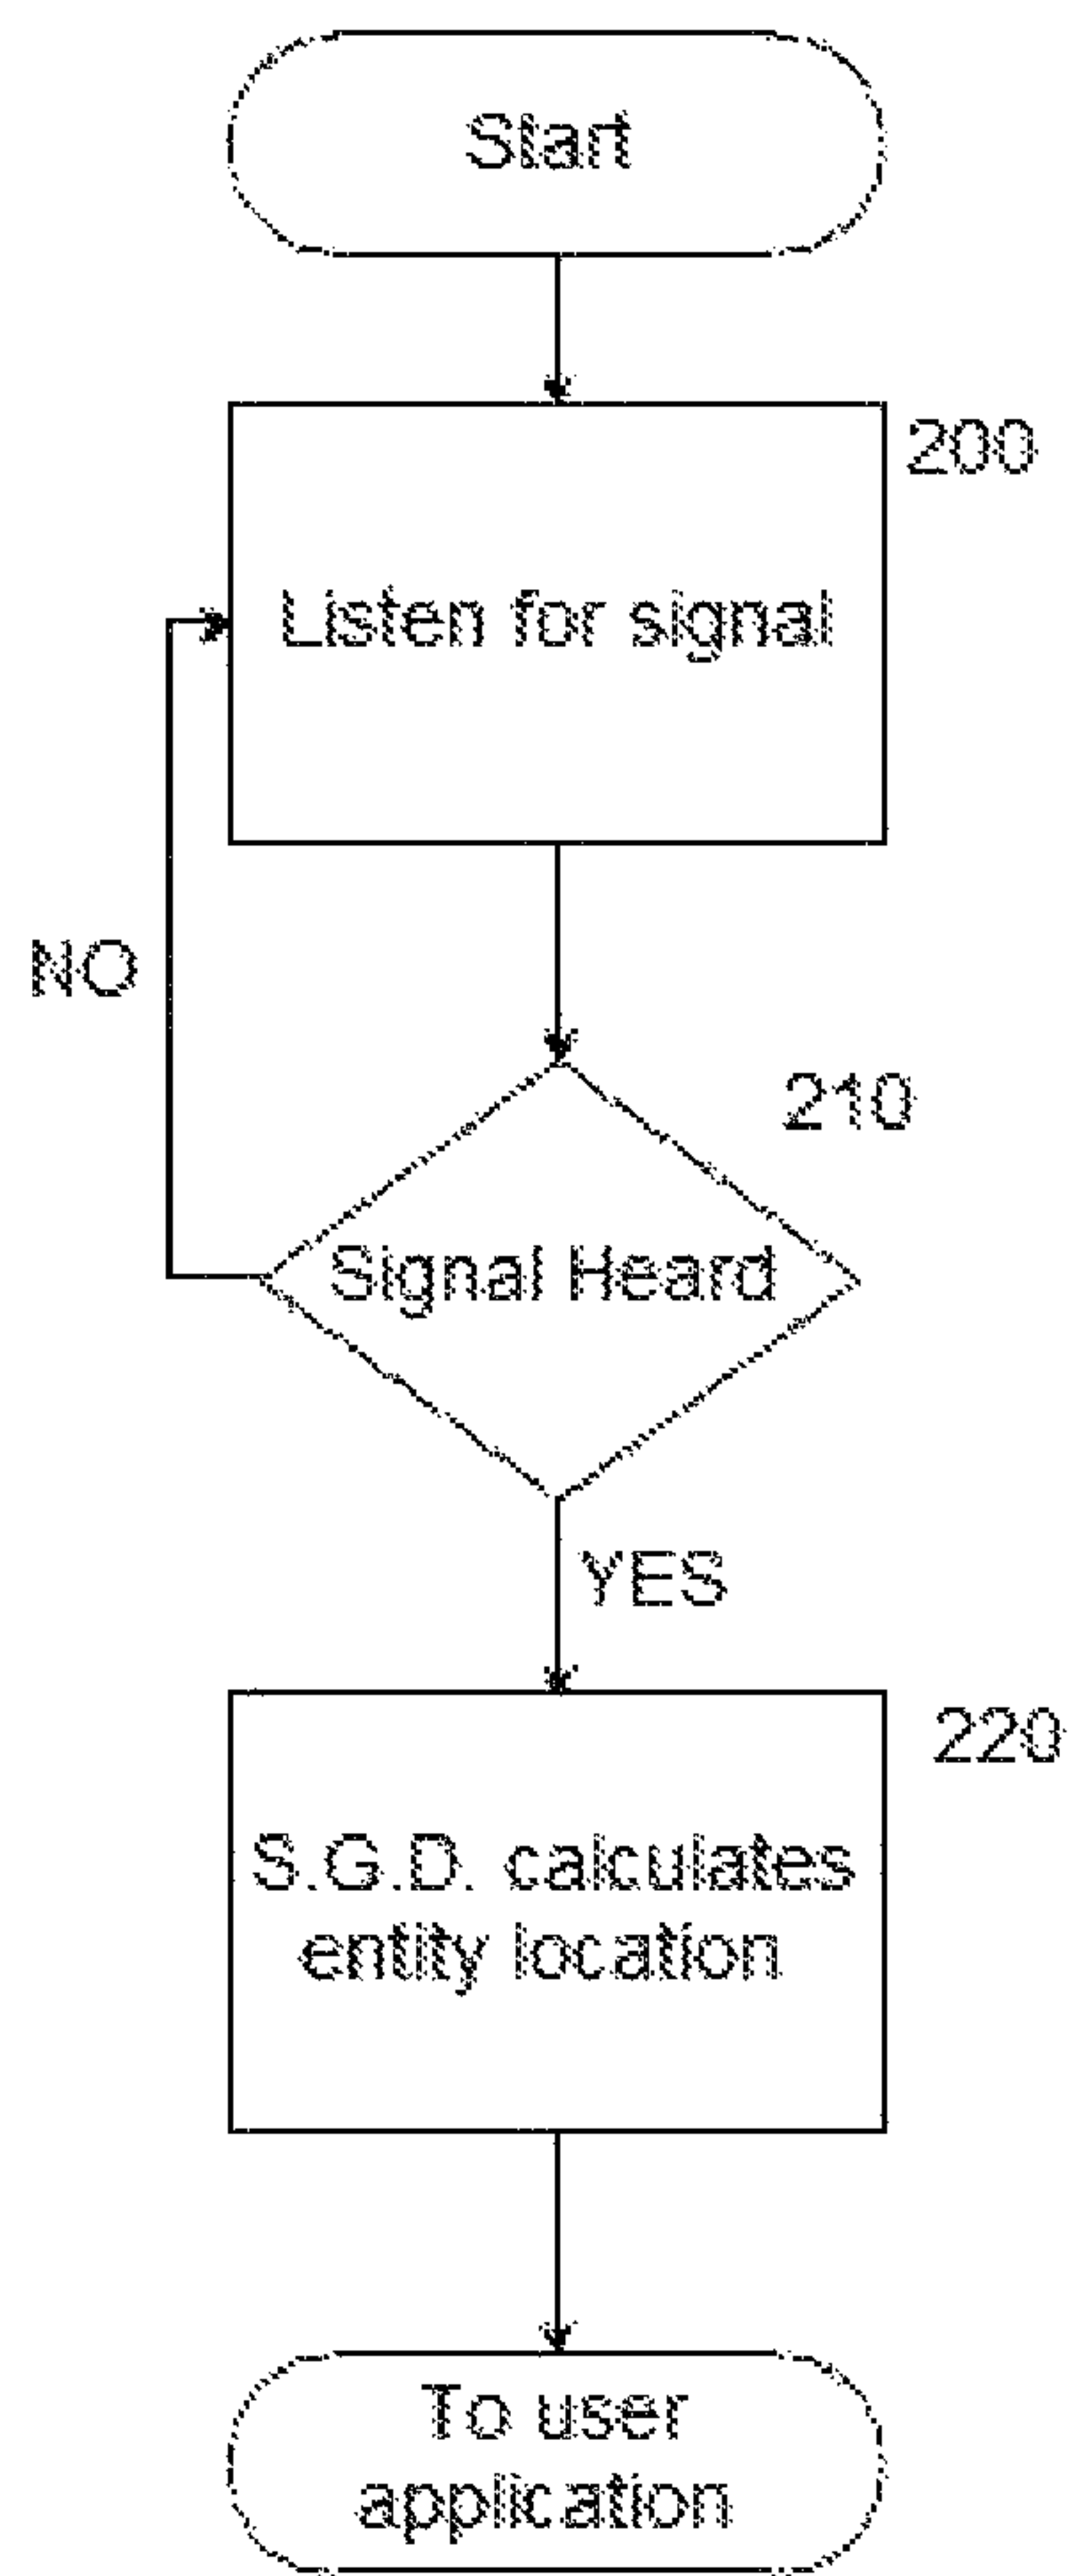 Start
200
Listen for signal
NO
210
Signal Heard
YES
220
S.G.D. calculates
entity location
To user
application